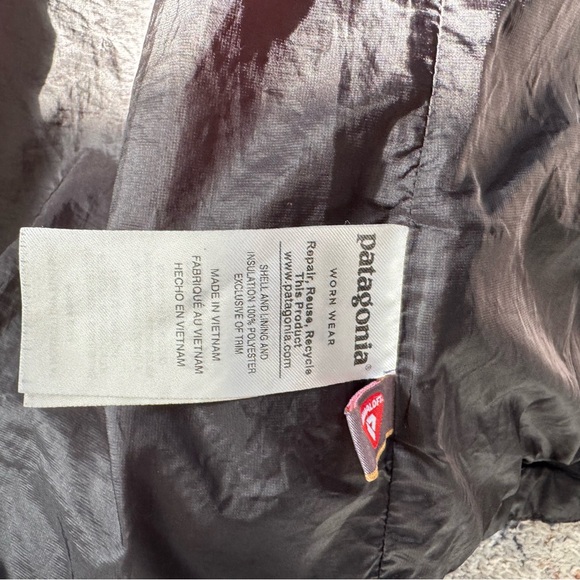 patagonia®
WORN WEAR
Repair, Reuse, Recycle
This Product
www.patagonia.com
SHELL AND LINING AND
INSULATION 100% POLYESTER
EXCLUSIVE OF TRIM
MADE IN VIETNAM
FABRIQUÉ AU VIETNAM
HECHO EN VIETNAM